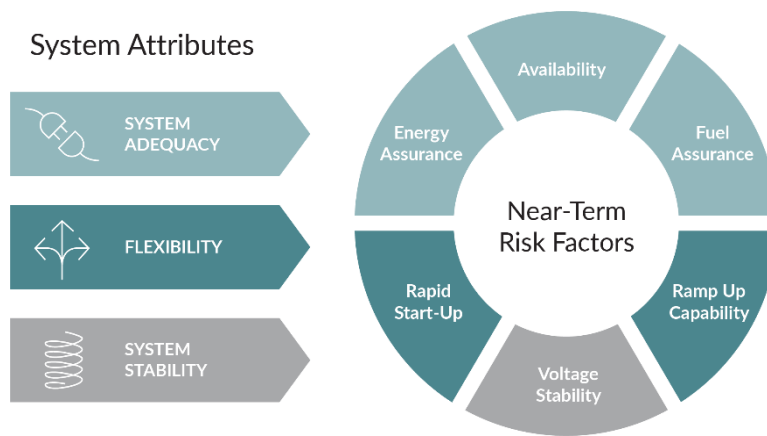 System Attributes
SYSTEM
ADEQUACY
FLEXIBILITY
SYSTEM
STABILITY
Near-Term
Risk Factors
Availability
Fuel
Assurance
Ramp Up
Capability
Voltage
Stability
Rapid
Start-Up
Energy
Assurance